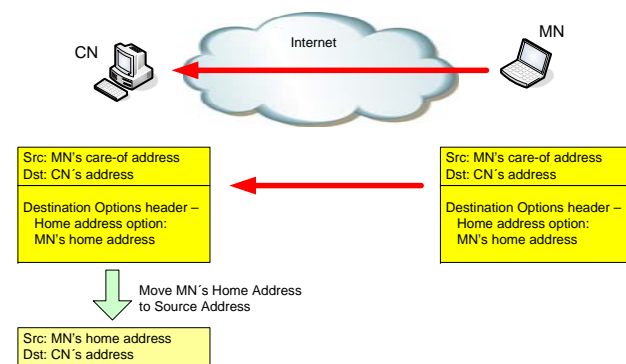 CN
Internet
MN
Src: MN's care-of address
Dst: CN´s address
Destination Options header –
Home address option:
MN's home address
Src: MN's care-of address
Dst: CN´s address
Destination Options header –
Home address option:
MN's home address
Move MN´s Home Address
to Source Address
Src: MN's home address
Dst: CN´s address